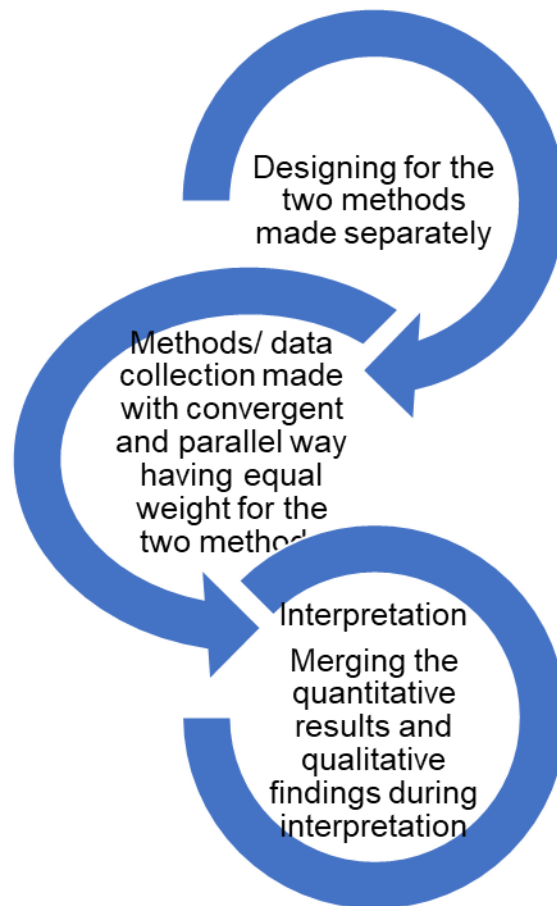 Designing for the
two methods
made separately
Methods/ data
collection made
with convergent
and parallel way
having equal
weight for the
two
Interpretation
Merging the
quantitative
results and
qualitative
findings during
interpretation